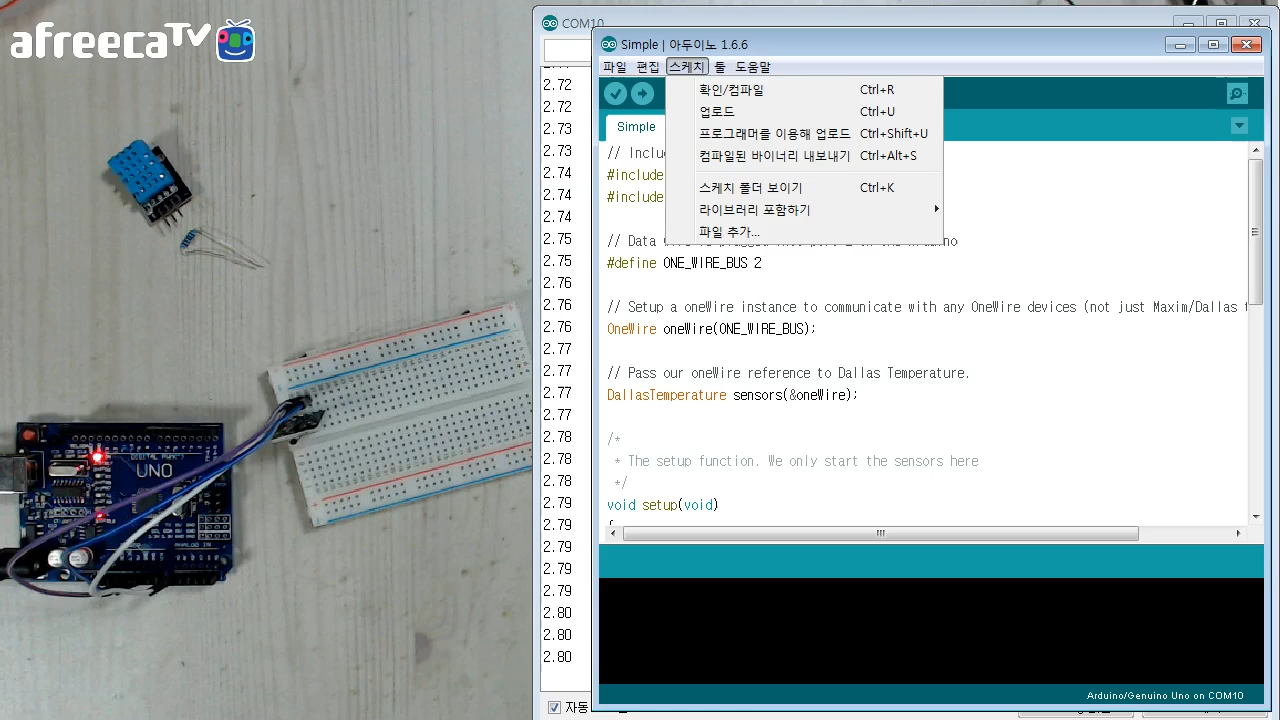 afreecaTV
UNO
COM10
2.72
2.72
2.73
2.73
2.74
2.74
2.74
2.75
2.75
2.76
2.76
2.76
2.77
2.77
2.77
2.77
2.78
2.78
2.78
2.79
2.79
2.79
2.79
2.79
2.80
2.80
2.80
자동
Simple | 아두이노 1.6.6
파일 편집 스케치 툴 도움말
확인/컴파일 Ctrl+R
업로드 Ctrl+U
프로그래머를 이용해 업로드 Ctrl+Shift+U
컴파일된 바이너리 내보내기 Ctrl+Alt+S
스케치 폴더 보이기 Ctrl+K
라이브러리 포함하기
파일 추가...
Simple
// Inclu
#include
#include
// Data
#define ONE_WIRE_BUS 2
// Setup a oneWire instance to communicate with any OneWire devices (not just Maxim/Dallas t
OneWire oneWire(ONE_WIRE_BUS);
// Pass our oneWire reference to Dallas Temperature.
DallasTemperature sensors(&oneWire);
/*
* The setup function. We only start the sensors here
*/
void setup(void)
Arduino/Genuino Uno on COM10